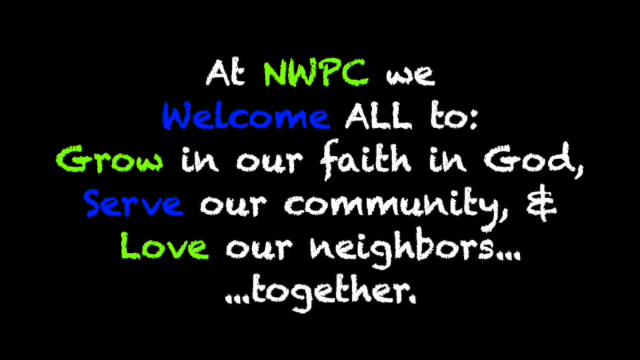 At NWPC we
Welcome ALL to:
Grow in our faith in God,
Serve our community, &
Love our neighbors...
...together.